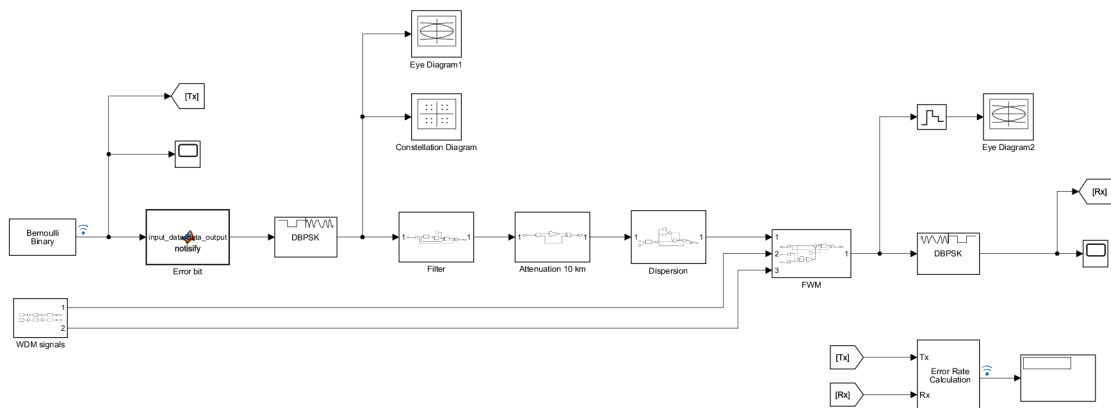 Eye Diagram1
[Tx]
Constellation Diagram
Eye Diagram2
[Rx]
Bernoulli
Binary
input_data
data_output
notisify
Error bit
DBPSK
1
1
Filter
1
1
Attenuation 10 km
1
1
Dispersion
1
2
3
1
FWM
DBPSK
1
2
WDM signals
[Tx]
[Rx]
Tx
Rx
Error Rate
Calculation